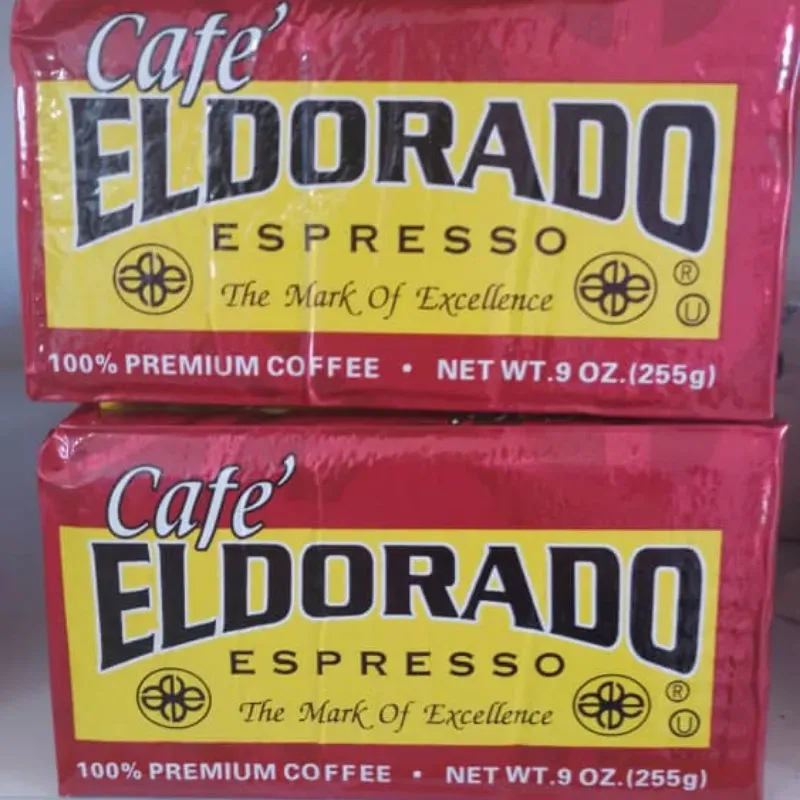 Cafe'
ELDORADO
ESPRESSO
The Mark Of Excellence
®
U
100% PREMIUM COFFEE • NET WT.9 OZ.(255g)
Cafe'
ELDORADO
ESPRESSO
The Mark Of Excellence
®
U
100% PREMIUM COFFEE • NET WT.9 OZ.(255g)